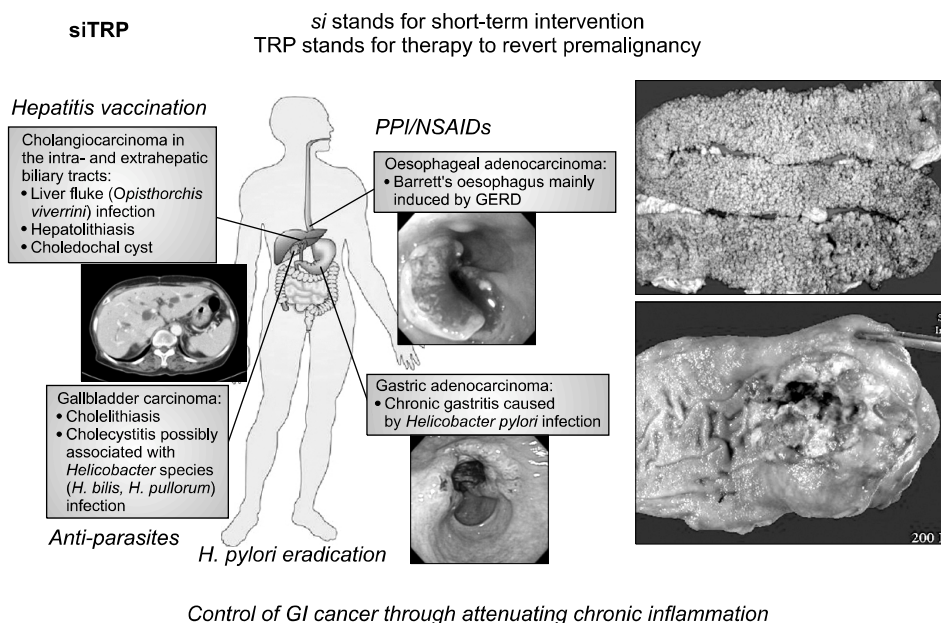 siTRP
si stands for short-term intervention
TRP stands for therapy to revert premalignancy
Hepatitis vaccination
Cholangiocarcinoma in
the intra- and extrahepatic
biliary tracts:
• Liver fluke (Opisthorchis
viverrini) infection
• Hepatolithiasis
• Choledochal cyst
PPI/NSAIDs
Oesophageal adenocarcinoma:
• Barrett's oesophagus mainly
induced by GERD
Gallbladder carcinoma:
• Cholelithiasis
• Cholecystitis possibly
associated with
Helicobacter species
(H. bilis, H. pullorum)
infection
Anti-parasites
Gastric adenocarcinoma:
• Chronic gastritis caused
by Helicobacter pylori infection
H. pylori eradication
200
Control of GI cancer through attenuating chronic inflammation